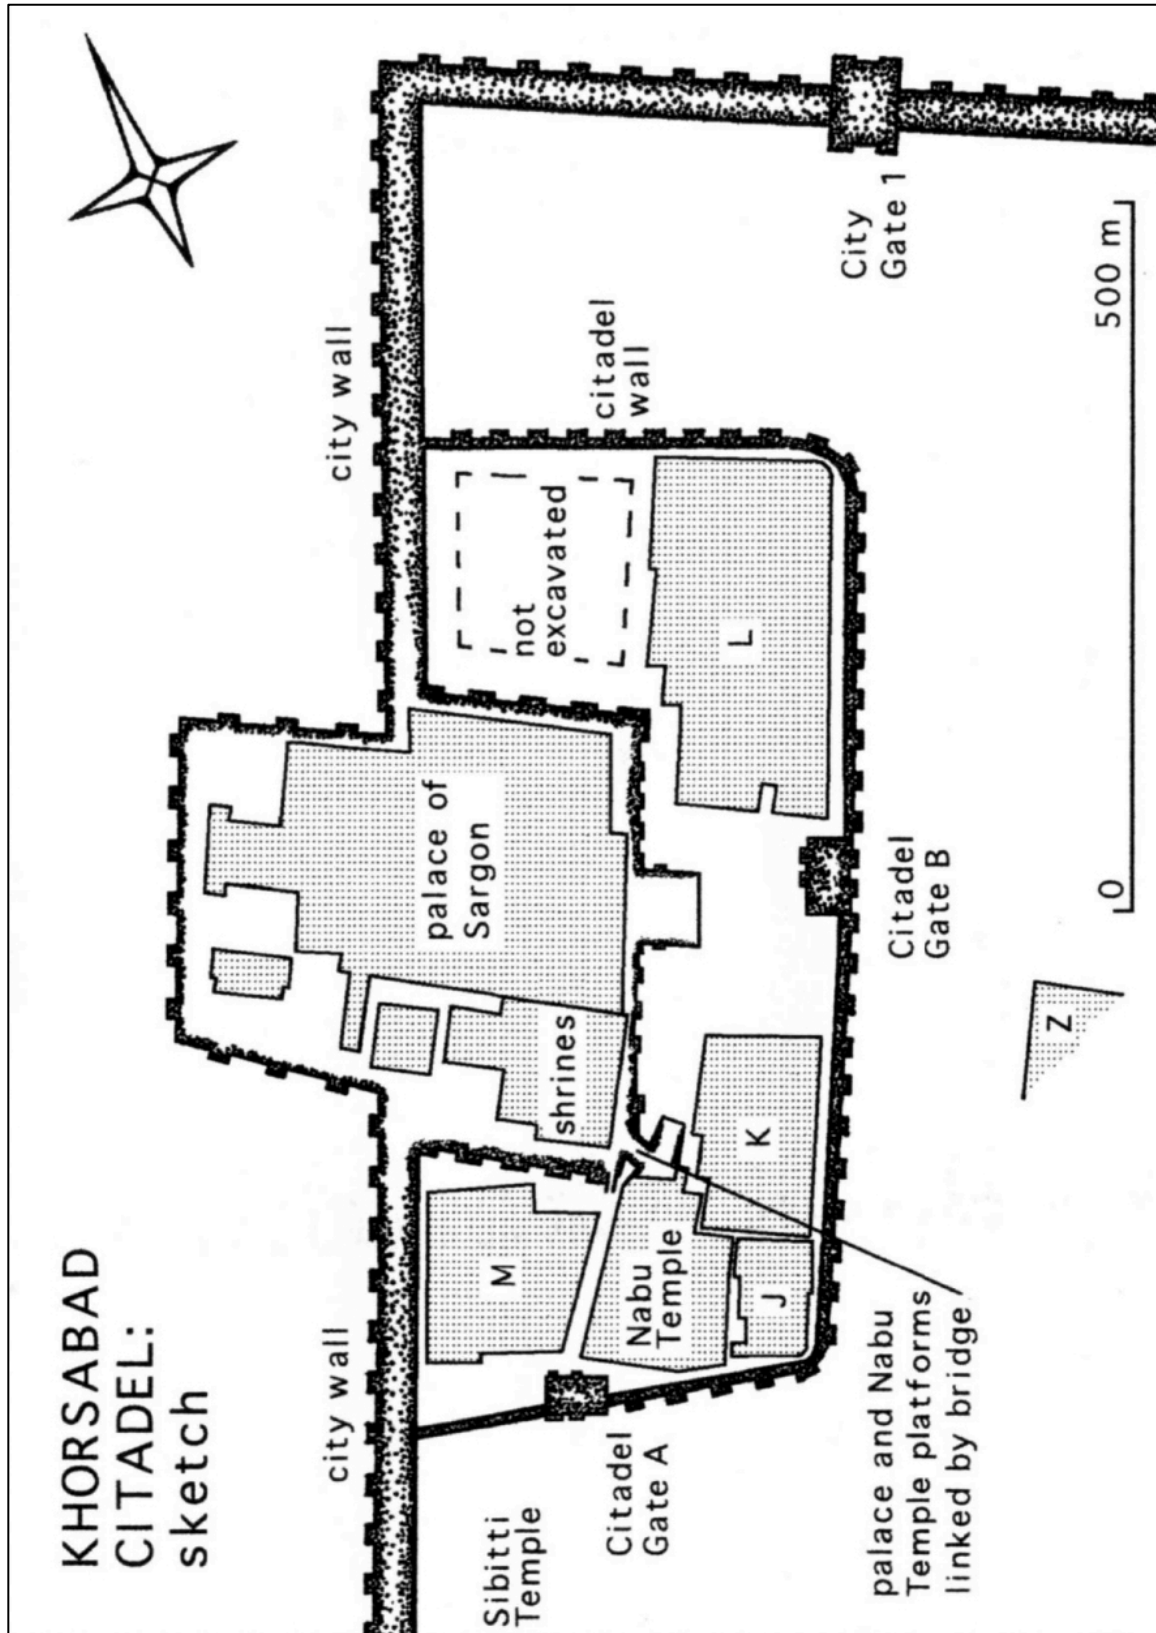 KHORSABAD
CITADEL:
sketch
city wall
city wall
palace of
Sargon
shrines
not
excavated
citadel
wall
City
Gate 1
M
Nabu
Temple
J
K
L
Z
Sibitti
Temple
Citadel
Gate A
Citadel
Gate B
palace and Nabu
Temple platforms
linked by bridge
0
500 m